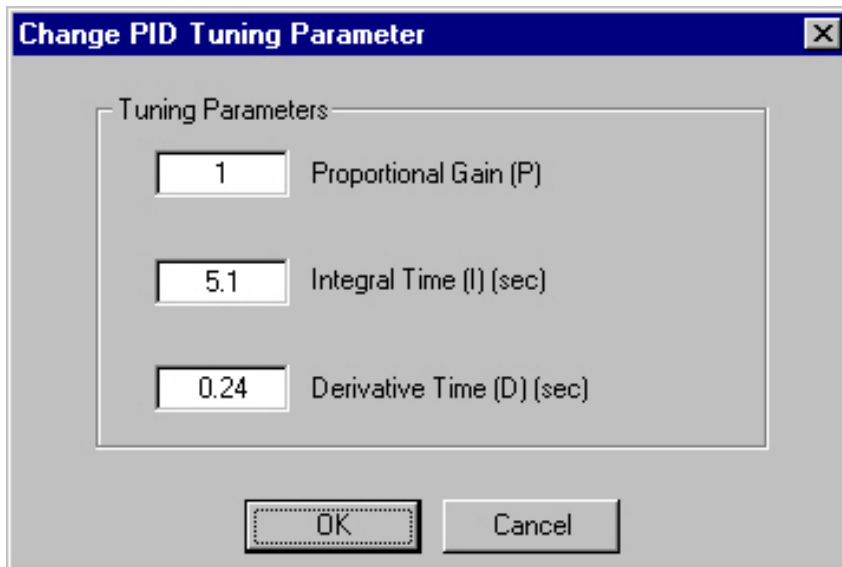 Change PID Tuning Parameter
Tuning Parameters
1 Proportional Gain (P)
5.1 Integral Time (I) (sec)
0.24 Derivative Time (D) (sec)
OK Cancel